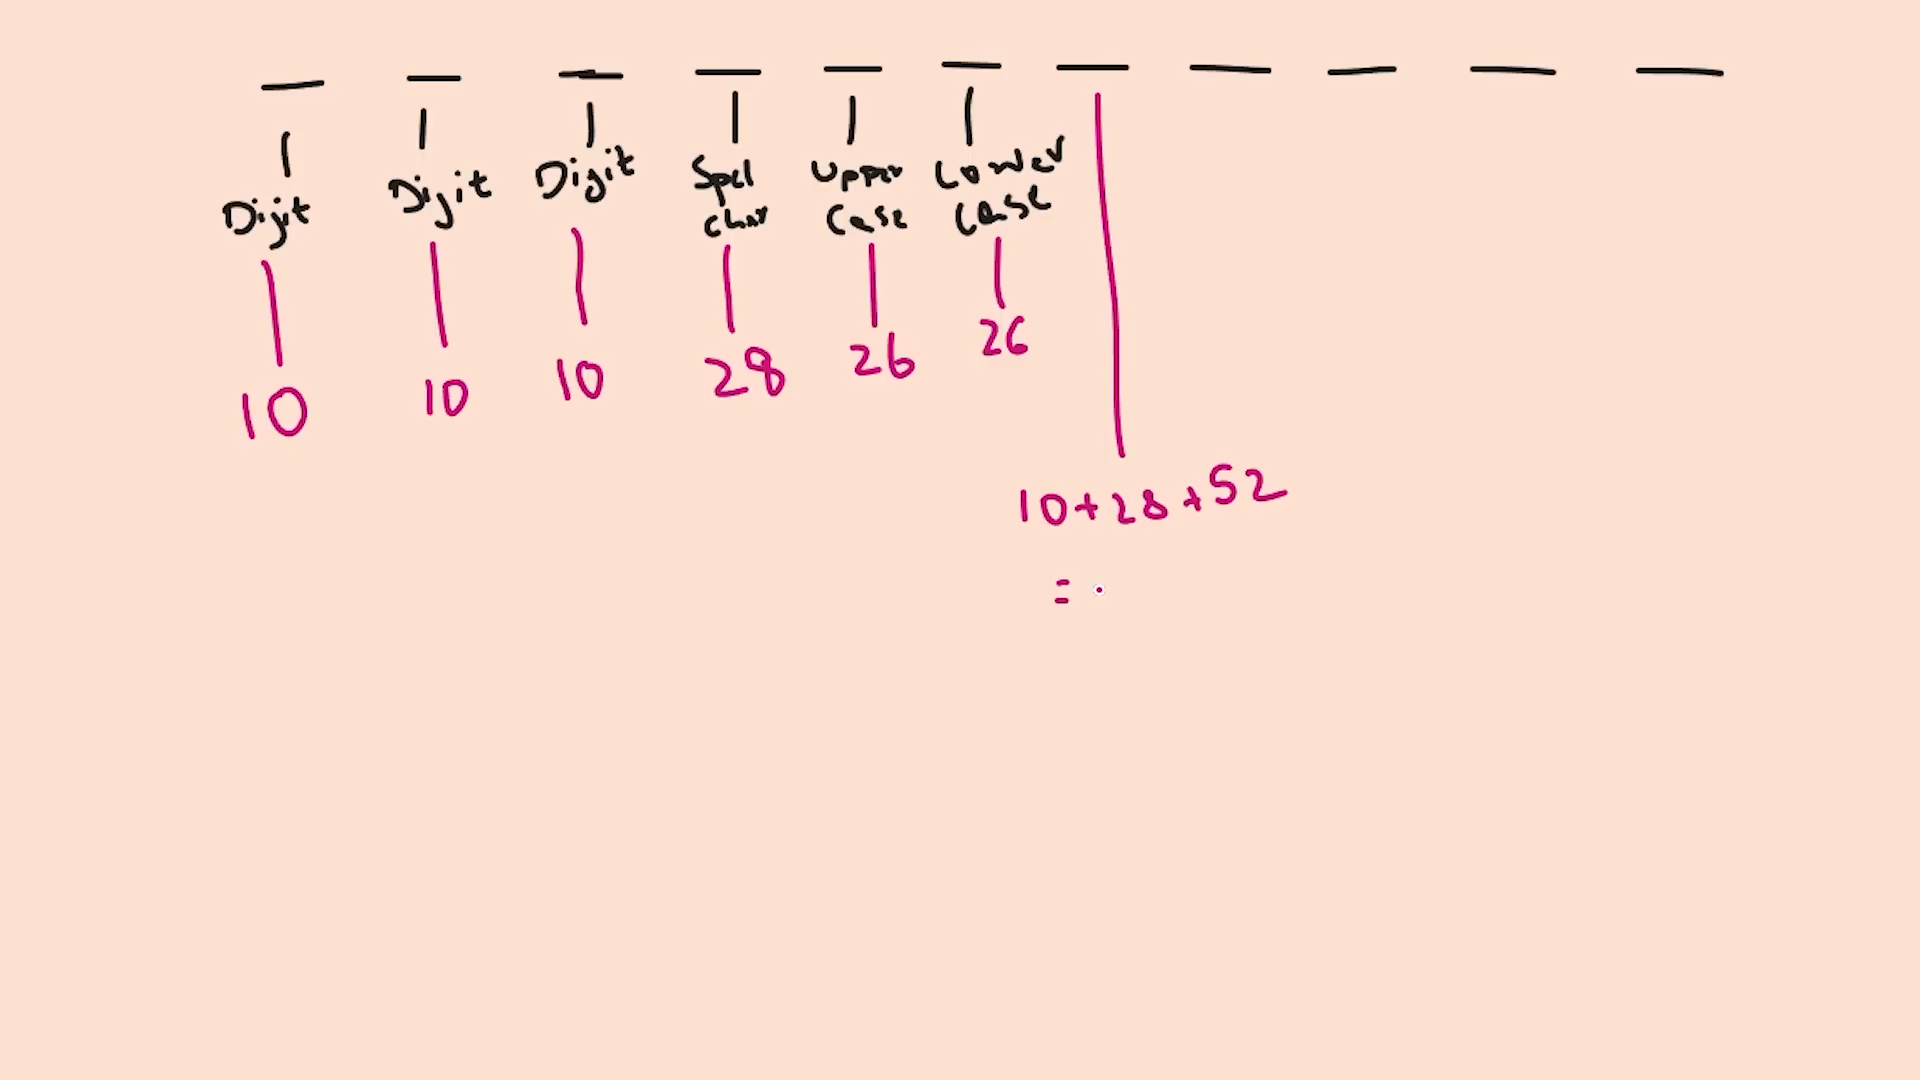 Digit Digit Digit Spcl Char Upper Case Lower Case
10 10 10 28 26 26
10+28+52
=